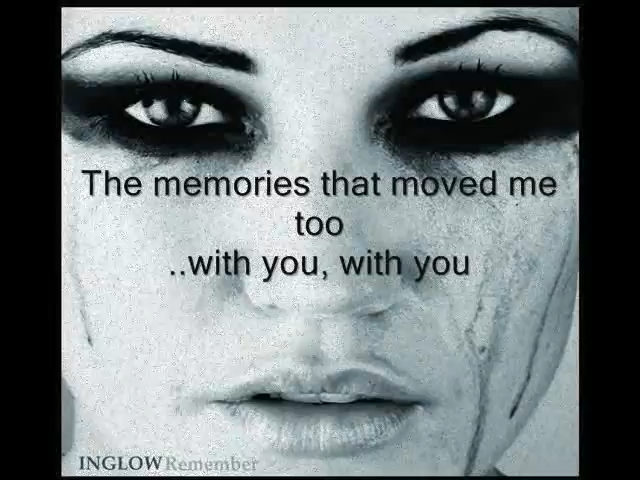 The memories that moved me
too
..with you, with you
INGLOW Remember